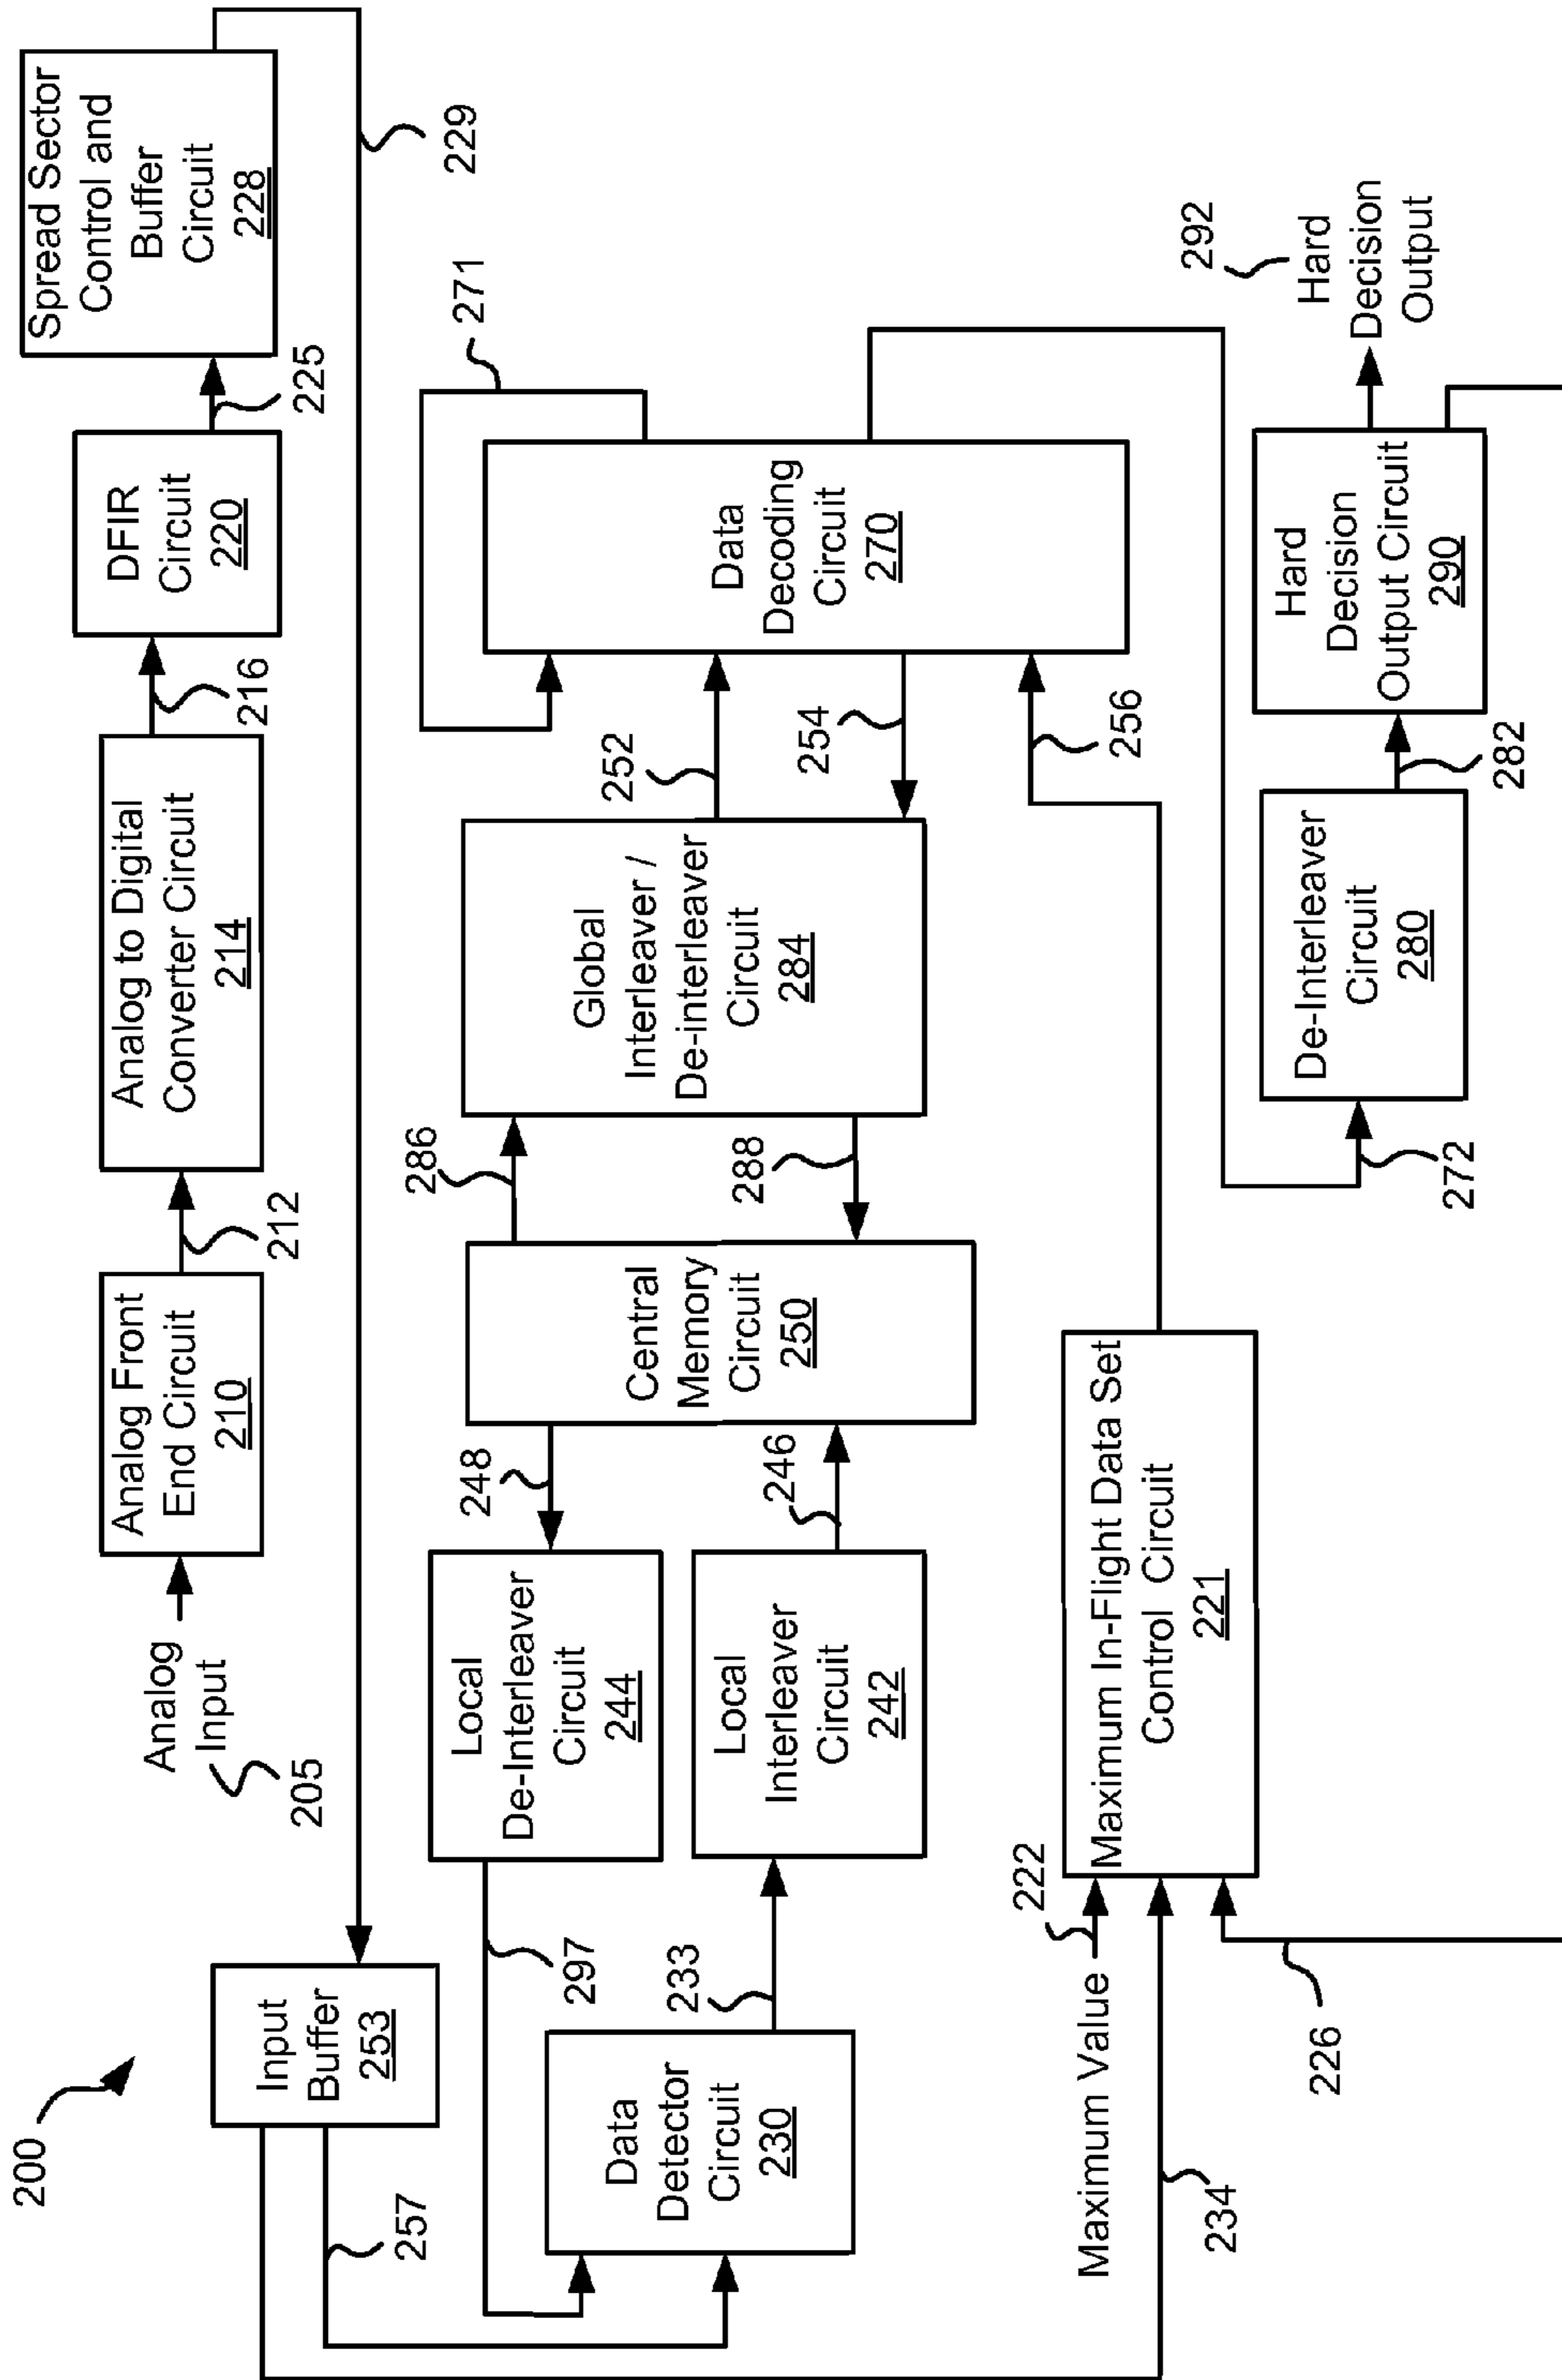 200
Analog
Input
205
Analog Front
End Circuit
210
212
Analog to Digital
Converter Circuit
214
216
DFIR
Circuit
220
225
Spread Sector
Control and
Buffer
Circuit
228
229
Input
Buffer
253
257
297
Data
Detector
Circuit
230
233
Local
De-Interleaver
Circuit
244
Local
Interleaver
Circuit
242
248
246
Central
Memory
Circuit
250
286
288
Global
Interleaver /
De-interleaver
Circuit
284
252
254
256
271
Data
Decoding
Circuit
270
Maximum Value
222
234
226
Maximum In-Flight Data Set
Control Circuit
221
272
De-Interleaver
Circuit
280
282
Hard
Decision
Output Circuit
290
292
Hard
Decision
Output